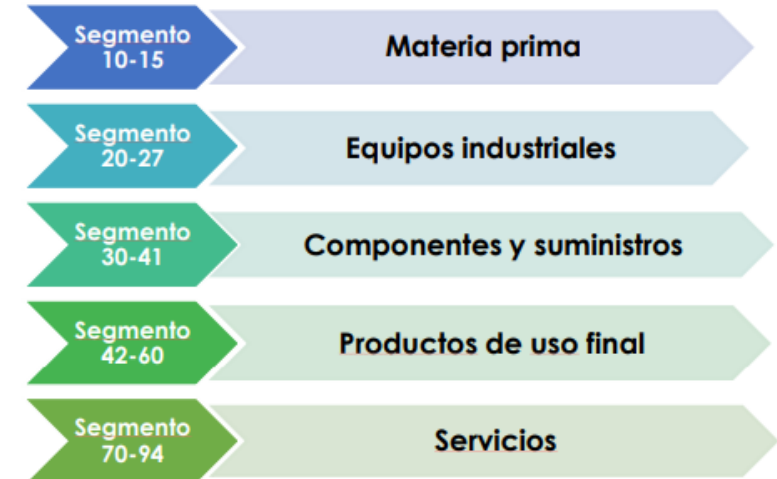 Segmento
10-15
Materia prima
Segmento
20-27
Equipos industriales
Segmento
30-41
Componentes y suministros
Segmento
42-60
Productos de uso final
Segmento
70-94
Servicios